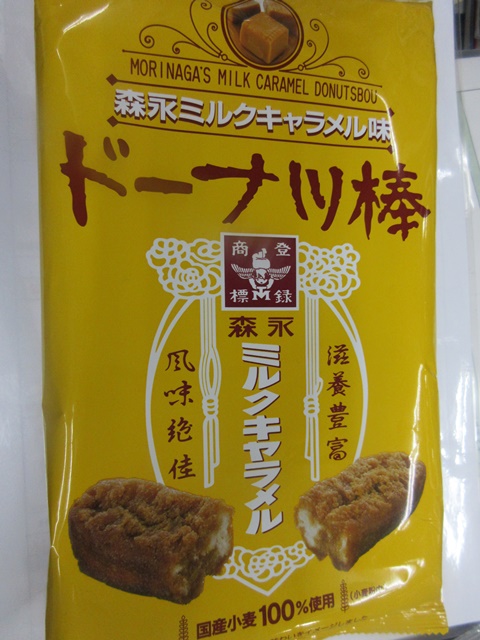 MORINAGA'S MILK CARAMEL DONUTSBOU
森永ミルクキャラメル味
ドーナツ棒
登録
商標
森永
ミルクキャラメル
滋養豊富
風味絶佳
国産小麦100%使用